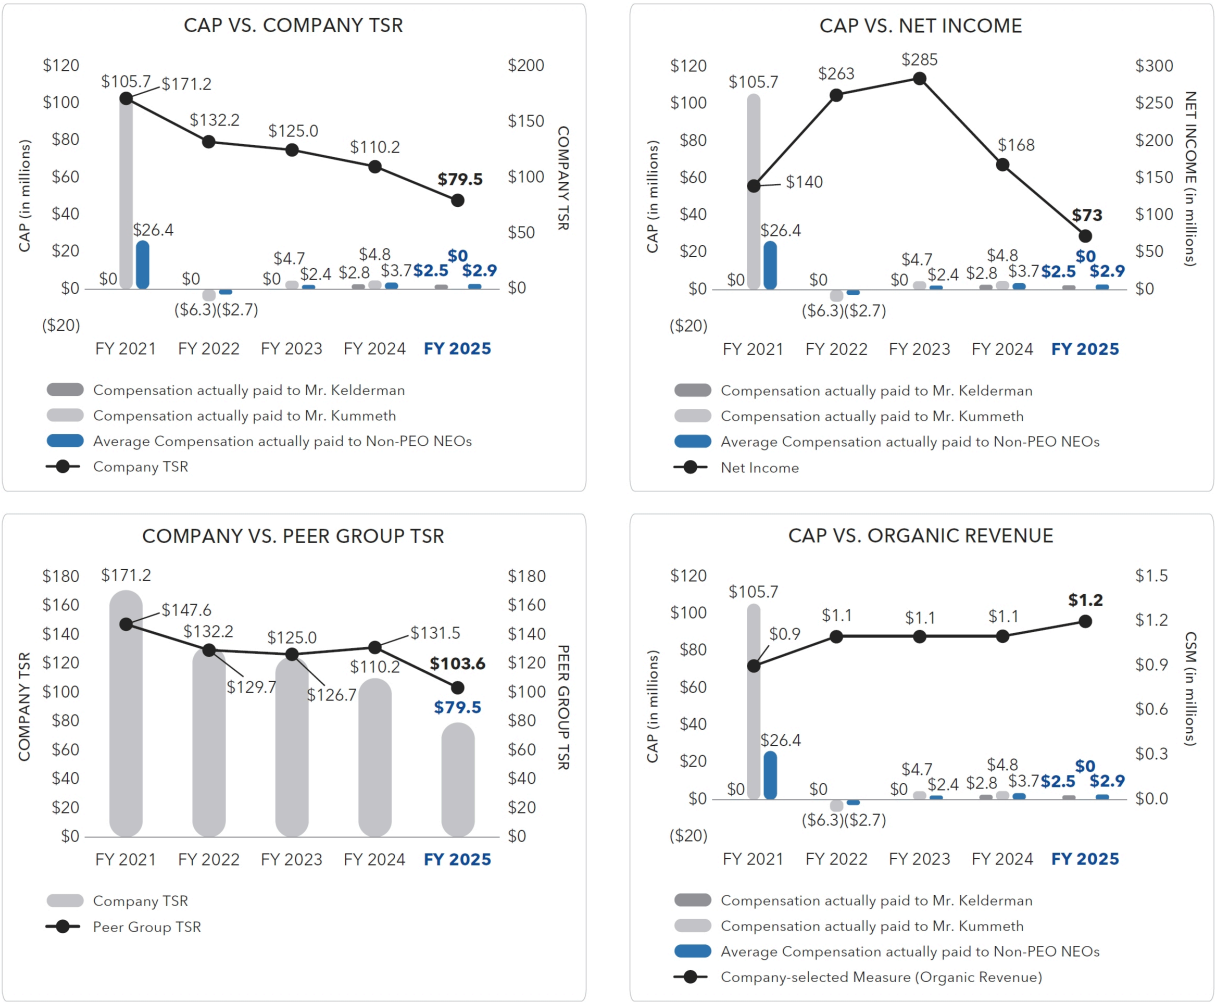 CAP VS. COMPANY TSR
$120
$100
$80
$60
$40
$20
$0
($20)
CAP (in millions)
$200
$150
$100
$50
$0
COMPANY TSR
$105.7
$171.2
$132.2
$125.0
$110.2
$79.5
$0
$26.4
$0
($6.3)
($2.7)
$0
$4.7
$2.4
$2.8
$4.8
$3.7
$2.5
$0
$2.9
FY 2021
FY 2022
FY 2023
FY 2024
FY 2025
Compensation actually paid to Mr. Kelderman
Compensation actually paid to Mr. Kummeth
Average Compensation actually paid to Non-PEO NEOs
Company TSR
CAP VS. NET INCOME
$120
$100
$80
$60
$40
$20
$0
($20)
CAP (in millions)
$300
$250
$200
$150
$100
$50
$0
NET INCOME (in millions)
$105.7
$140
$263
$285
$168
$73
$0
$26.4
$0
($6.3)
($2.7)
$0
$4.7
$2.4
$2.8
$4.8
$3.7
$2.5
$0
$2.9
FY 2021
FY 2022
FY 2023
FY 2024
FY 2025
Compensation actually paid to Mr. Kelderman
Compensation actually paid to Mr. Kummeth
Average Compensation actually paid to Non-PEO NEOs
Net Income
COMPANY VS. PEER GROUP TSR
$180
$160
$140
$120
$100
$80
$60
$40
$20
$0
COMPANY TSR
$180
$160
$140
$120
$100
$80
$60
$40
$20
$0
PEER GROUP TSR
$171.2
$147.6
$132.2
$129.7
$125.0
$126.7
$131.5
$110.2
$103.6
$79.5
FY 2021
FY 2022
FY 2023
FY 2024
FY 2025
Company TSR
Peer Group TSR
CAP VS. ORGANIC REVENUE
$120
$100
$80
$60
$40
$20
$0
($20)
CAP (in millions)
$1.5
$1.2
$0.9
$0.6
$0.3
$0.0
CSM (in millions)
$105.7
$0.9
$1.1
$1.1
$1.1
$1.2
$0
$26.4
$0
($6.3)
($2.7)
$0
$4.7
$2.4
$2.8
$4.8
$3.7
$2.5
$0
$2.9
FY 2021
FY 2022
FY 2023
FY 2024
FY 2025
Compensation actually paid to Mr. Kelderman
Compensation actually paid to Mr. Kummeth
Average Compensation actually paid to Non-PEO NEOs
Company-selected Measure (Organic Revenue)